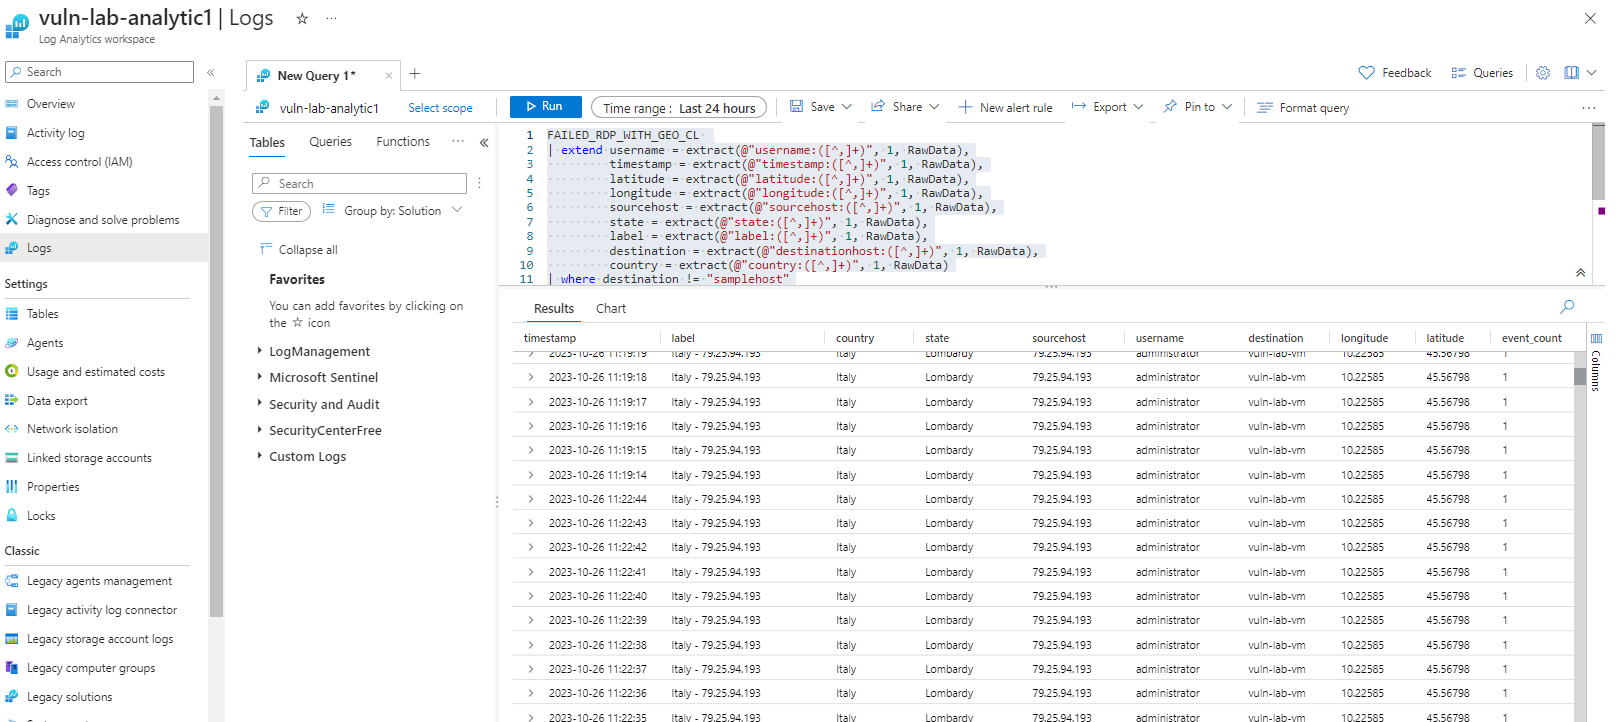 vuln-lab-analytic1 | Logs ☆ ···
Log Analytics workspace
Search
«
Overview
Activity log
Access control (IAM)
Tags
Diagnose and solve problems
Logs
Settings
Tables
Agents
Usage and estimated costs
Data export
Network isolation
Linked storage accounts
Properties
Locks
Classic
Legacy agents management
Legacy activity log connector
Legacy storage account logs
Legacy computer groups
Legacy solutions
New Query 1* × +
Feedback Queries
vuln-lab-analytic1 Select scope Run Time range : Last 24 hours Save Share New alert rule Export Pin to Format query ···
Tables Queries Functions ··· «
Search
Filter Group by: Solution
Collapse all
Favorites
You can add favorites by clicking on
the ☆ icon
LogManagement
Microsoft Sentinel
Security and Audit
SecurityCenterFree
Custom Logs
1 FAILED_RDP_WITH_GEO_CL
2 | extend username = extract(@"username:([^,]+)", 1, RawData),
3 timestamp = extract(@"timestamp:([^,]+)", 1, RawData),
4 latitude = extract(@"latitude:([^,]+)", 1, RawData),
5 longitude = extract(@"longitude:([^,]+)", 1, RawData),
6 sourcehost = extract(@"sourcehost:([^,]+)", 1, RawData),
7 state = extract(@"state:([^,]+)", 1, RawData),
8 label = extract(@"label:([^,]+)", 1, RawData),
9 destination = extract(@"destinationhost:([^,]+)", 1, RawData),
10 country = extract(@"country:([^,]+)", 1, RawData)
11 | where destination != "samplehost"
Results Chart
timestamp label country state sourcehost username destination longitude latitude event_count
2023-10-26 11:19:19 Italy - 79.25.94.193 Italy Lombardy 79.25.94.193 administrator vuln-lab-vm 10.22585 45.56798 1
2023-10-26 11:19:18 Italy - 79.25.94.193 Italy Lombardy 79.25.94.193 administrator vuln-lab-vm 10.22585 45.56798 1
2023-10-26 11:19:17 Italy - 79.25.94.193 Italy Lombardy 79.25.94.193 administrator vuln-lab-vm 10.22585 45.56798 1
2023-10-26 11:19:16 Italy - 79.25.94.193 Italy Lombardy 79.25.94.193 administrator vuln-lab-vm 10.22585 45.56798 1
2023-10-26 11:19:15 Italy - 79.25.94.193 Italy Lombardy 79.25.94.193 administrator vuln-lab-vm 10.22585 45.56798 1
2023-10-26 11:19:14 Italy - 79.25.94.193 Italy Lombardy 79.25.94.193 administrator vuln-lab-vm 10.22585 45.56798 1
2023-10-26 11:22:44 Italy - 79.25.94.193 Italy Lombardy 79.25.94.193 administrator vuln-lab-vm 10.22585 45.56798 1
2023-10-26 11:22:43 Italy - 79.25.94.193 Italy Lombardy 79.25.94.193 administrator vuln-lab-vm 10.22585 45.56798 1
2023-10-26 11:22:42 Italy - 79.25.94.193 Italy Lombardy 79.25.94.193 administrator vuln-lab-vm 10.22585 45.56798 1
2023-10-26 11:22:41 Italy - 79.25.94.193 Italy Lombardy 79.25.94.193 administrator vuln-lab-vm 10.22585 45.56798 1
2023-10-26 11:22:40 Italy - 79.25.94.193 Italy Lombardy 79.25.94.193 administrator vuln-lab-vm 10.22585 45.56798 1
2023-10-26 11:22:39 Italy - 79.25.94.193 Italy Lombardy 79.25.94.193 administrator vuln-lab-vm 10.22585 45.56798 1
2023-10-26 11:22:38 Italy - 79.25.94.193 Italy Lombardy 79.25.94.193 administrator vuln-lab-vm 10.22585 45.56798 1
2023-10-26 11:22:37 Italy - 79.25.94.193 Italy Lombardy 79.25.94.193 administrator vuln-lab-vm 10.22585 45.56798 1
2023-10-26 11:22:36 Italy - 79.25.94.193 Italy Lombardy 79.25.94.193 administrator vuln-lab-vm 10.22585 45.56798 1
2023-10-26 11:22:35 Italy - 79.25.94.193 Italy Lombardy 79.25.94.193 administrator vuln-lab-vm 10.22585 45.56798 1
Columns